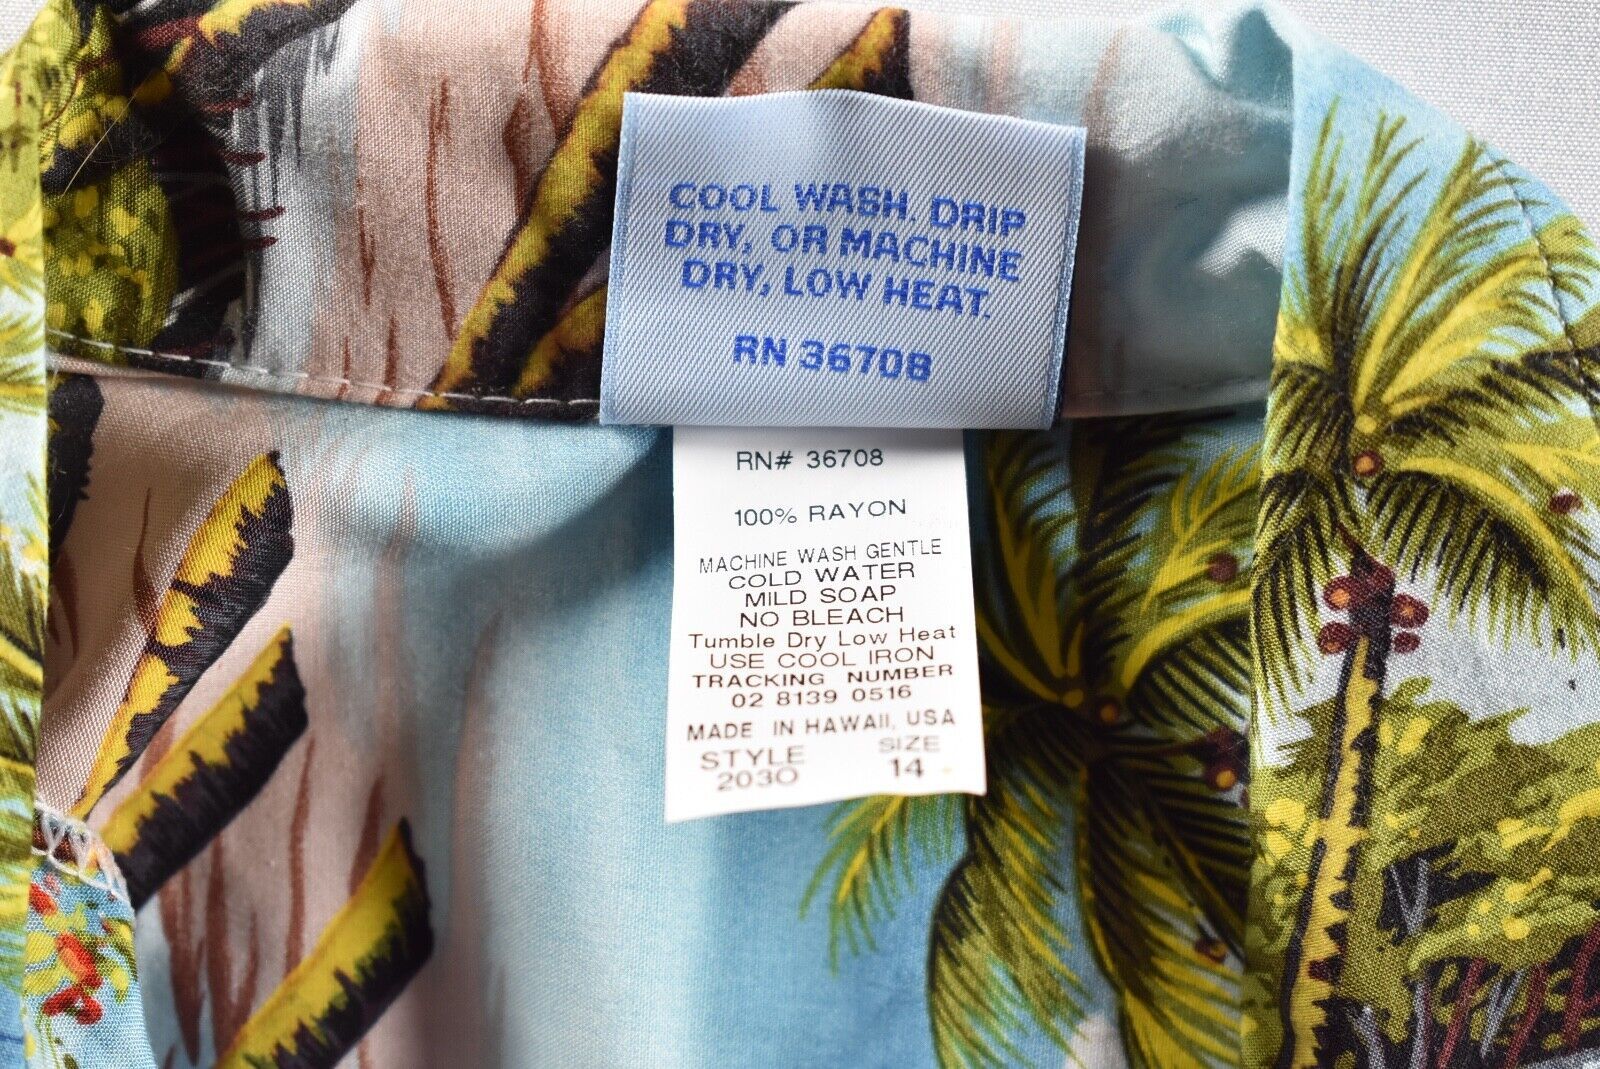 COOL WASH. DRIP
DRY, OR MACHINE
DRY, LOW HEAT.
RN 36708
RN# 36708
100% RAYON
MACHINE WASH GENTLE
COLD WATER
MILD SOAP
NO BLEACH
Tumble Dry Low Heat
USE COOL IRON
TRACKING NUMBER
02 8139 0516
MADE IN HAWAII, USA
STYLE SIZE
2030 14